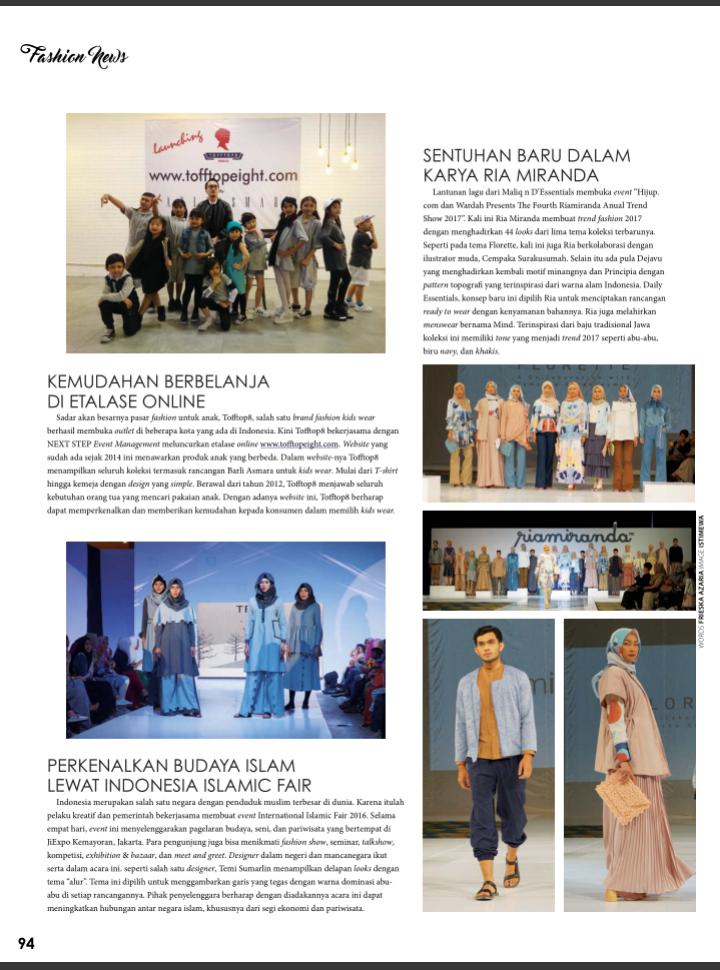 Fashion News
launching
TOFFTOP8
www.tofftopeight.com
KEMUDAHAN BERBELANJA
DI ETALASE ONLINE
Sadar akan besarnya pasar fashion untuk anak, Tofftop8, salah satu brand fashion kids wear
berhasil membuka outlet di beberapa kota yang ada di Indonesia. Kini Tofftop8 bekerjasama dengan
NEXT STEP Event Management meluncurkan etalase online www.tofftopeight.com. Website yang
sudah ada sejak 2014 ini menawarkan produk anak yang berbeda. Dalam website-nya Tofftop8
menampilkan seluruh koleksi termasuk rancangan Barli Asmara untuk kids wear. Mulai dari T-shirt
hingga kemeja dengan design yang simple. Berawal dari tahun 2012, Tofftop8 menjawab seluruh
kebutuhan orang tua yang mencari pakaian anak. Dengan adanya website ini, Tofftop8 berharap
dapat memperkenalkan dan memberikan kemudahan kepada konsumen dalam memilih kids wear.
PERKENALKAN BUDAYA ISLAM
LEWAT INDONESIA ISLAMIC FAIR
Indonesia merupakan salah satu negara dengan penduduk muslim terbesar di dunia. Karena itulah
pelaku kreatif dan pemerintah bekerjasama membuat event International Islamic Fair 2016. Selama
empat hari, event ini menyelenggarakan pagelaran budaya, seni, dan pariwisata yang bertempat di
JiExpo Kemayoran, Jakarta. Para pengunjung juga bisa menikmati fashion show, seminar, talkshow,
kompetisi, exhibition & bazaar, dan meet and greet. Designer dalam negeri dan mancanegara ikut
serta dalam acara ini. seperti salah satu designer, Temi Sumarlin menampilkan delapan looks dengan
tema “alur”. Tema ini dipilih untuk menggambarkan garis yang tegas dengan warna dominasi abu-
abu di setiap rancangannya. Pihak penyelenggara berharap dengan diadakannya acara ini dapat
meningkatkan hubungan antar negara islam, khususnya dari segi ekonomi dan pariwisata.
SENTUHAN BARU DALAM
KARYA RIA MIRANDA
Lantunan lagu dari Maliq n D’Essentials membuka event “Hijup.
com dan Wardah Presents The Fourth Riamiranda Anual Trend
Show 2017”. Kali ini Ria Miranda membuat trend fashion 2017
dengan menghadirkan 44 looks dari lima tema koleksi terbarunya.
Seperti pada tema Florette, kali ini juga Ria berkolaborasi dengan
ilustrator muda, Cempaka Surakusumah. Selain itu ada pula Dejavu
yang menghadirkan kembali motif minangnya dan Principia dengan
pattern topografi yang terinspirasi dari warna alam Indonesia. Daily
Essentials, konsep baru ini dipilih Ria untuk menciptakan rancangan
ready to wear dengan kenyamanan bahannya. Ria juga melahirkan
menswear bernama Mind. Terinspirasi dari baju tradisional Jawa
koleksi ini memiliki tone yang menjadi trend 2017 seperti abu-abu,
biru navy, dan khakis.
FLORETTE
riamiranda
WORDS FRIESKA AZARIA IMAGE ISTIMEWA
94